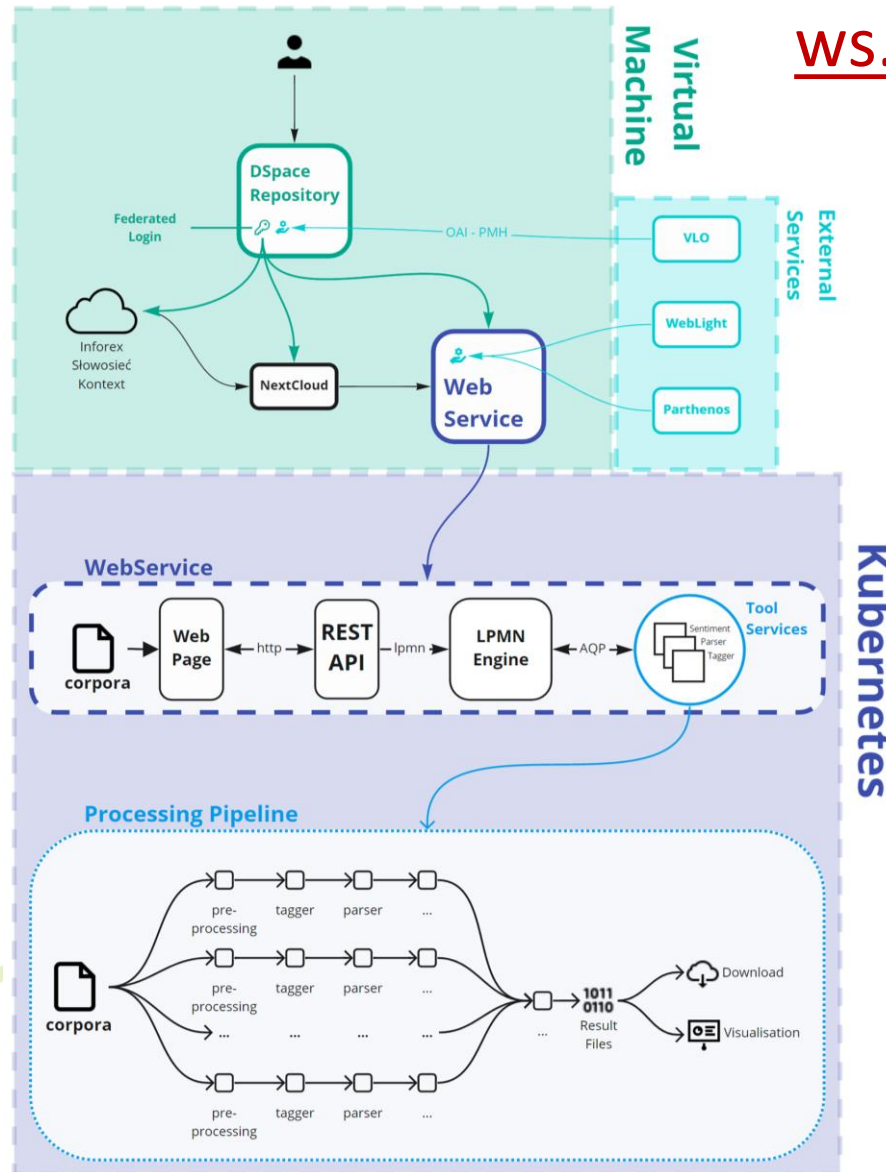 ws.
Virtual
Machine
DSpace
Repository
Federated
Login
OAI - PMH
External
Services
VLO
WebLight
Parthenos
Inforex
Słowosieć
Kontext
NextCloud
Web
Service
Kubernetes
WebService
corpora
Web
Page
http
REST
API
lpmn
LPMN
Engine
AQP
Tool
Services
Sentiment
Parser
Tagger
Processing Pipeline
corpora
pre-
processing
tagger
parser
...
pre-
processing
tagger
parser
...
... ... ... ...
pre-
processing
tagger
parser
...
...
1011
0110
Result
Files
Download
Visualisation